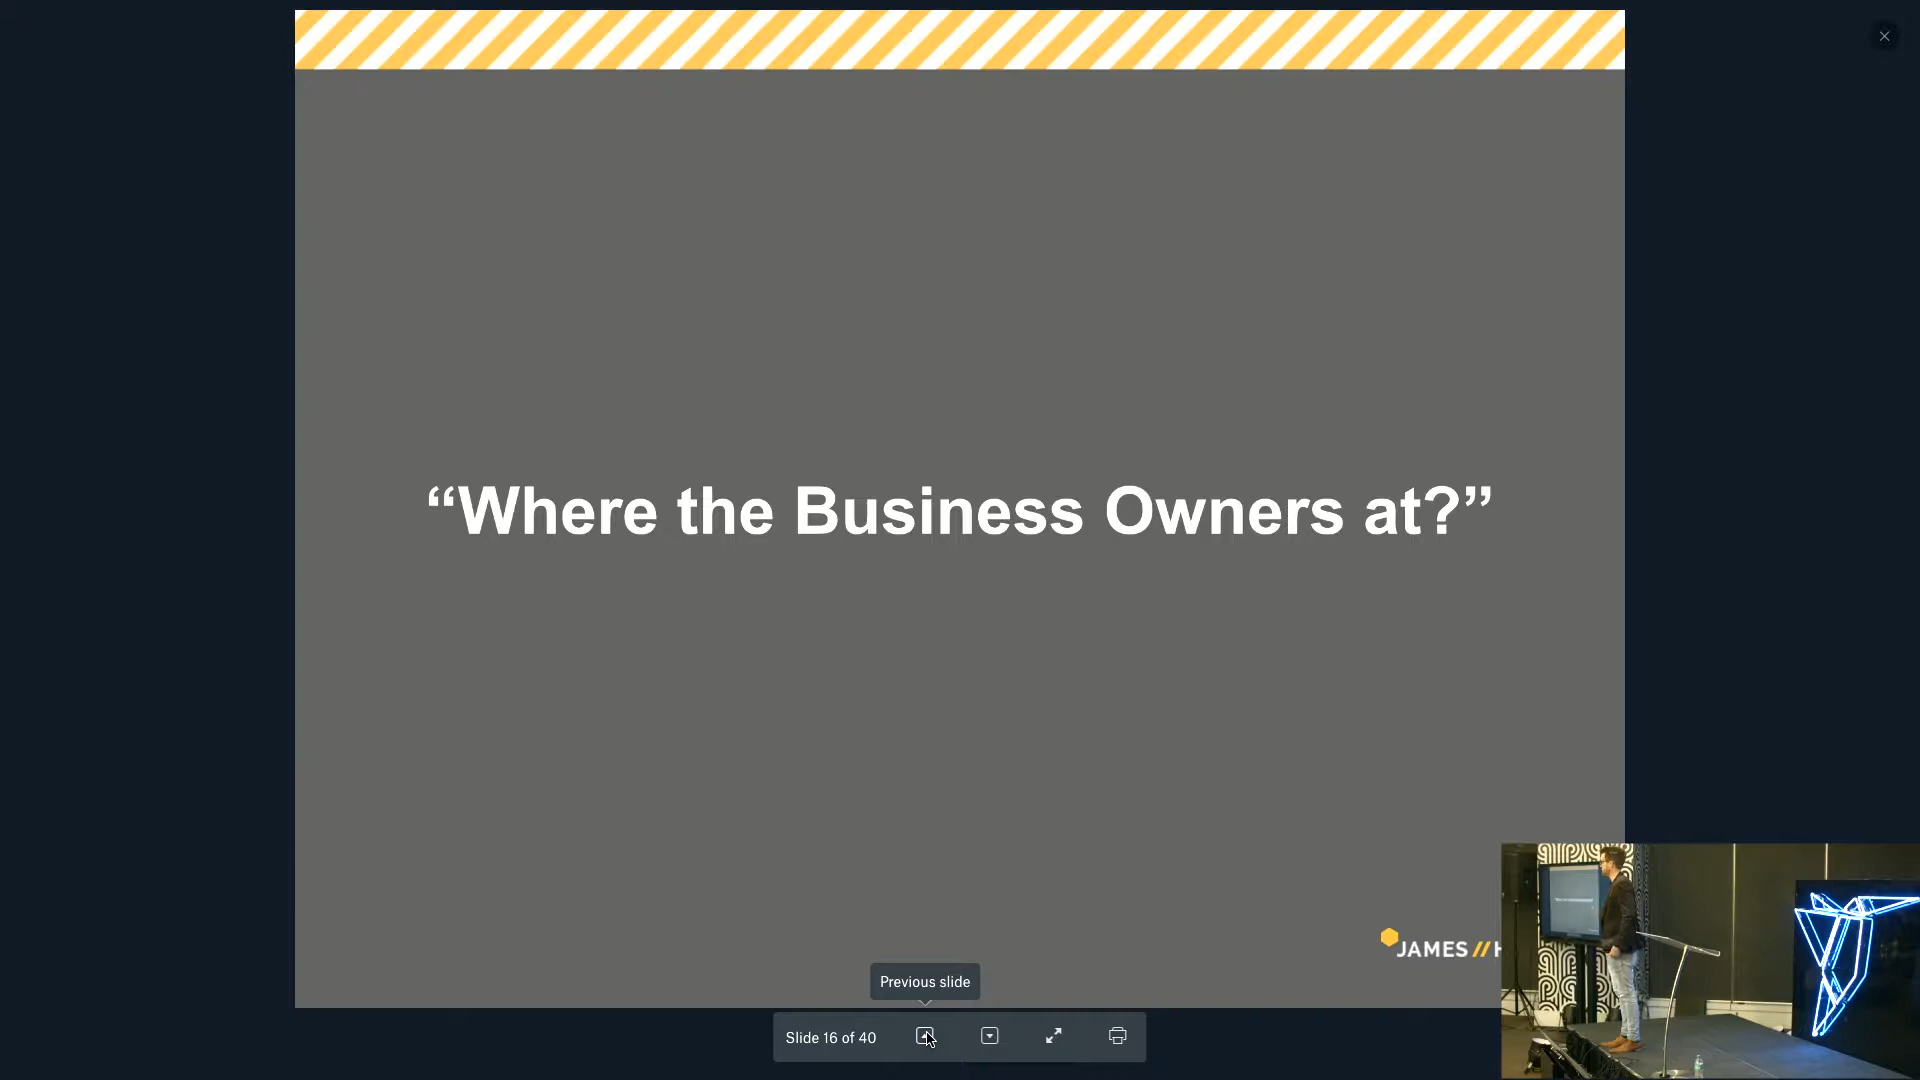 “Where the Business Owners at?”
JAMES //
Previous slide
Slide 16 of 40